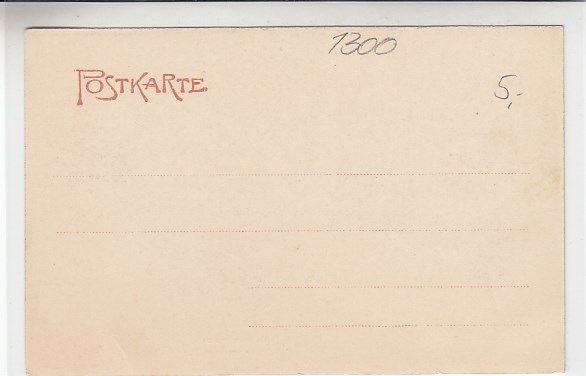 1300
POSTKARTE.
5,-